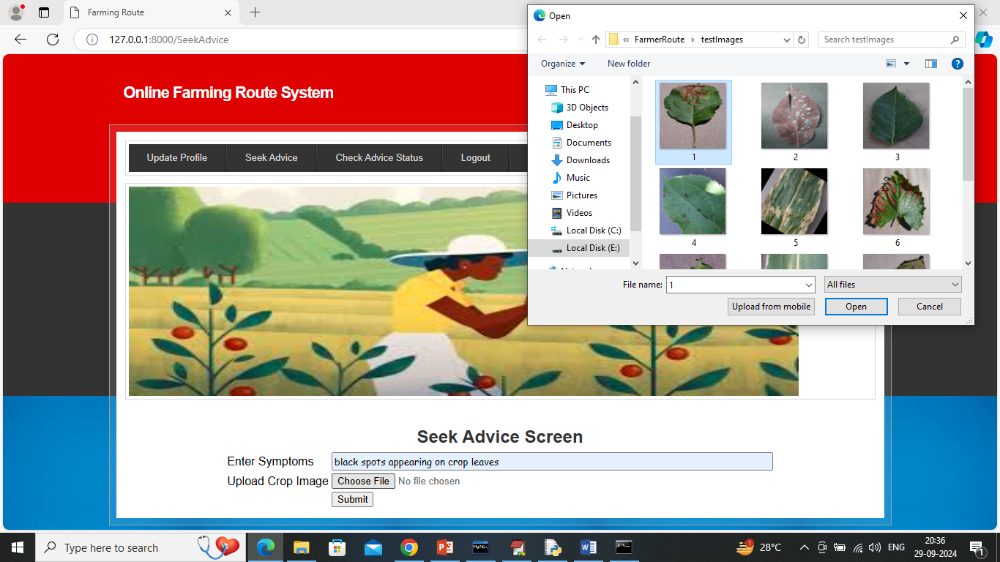 Farming Route
127.0.0.1:8000/SeekAdvice
Online Farming Route System
Update Profile
Seek Advice
Check Advice Status
Logout
Open
FarmerRoute › testImages
Search testImages
Organize
New folder
This PC
3D Objects
Desktop
Documents
Downloads
Music
Pictures
Videos
Local Disk (C:)
Local Disk (E:)
1
2
3
4
5
6
File name:
1
All files
Upload from mobile
Open
Cancel
Seek Advice Screen
Enter Symptoms
black spots appearing on crop leaves
Upload Crop Image
Choose File
No file chosen
Submit
Type here to search
1
28°C
ENG
20:36
29-09-2024
1